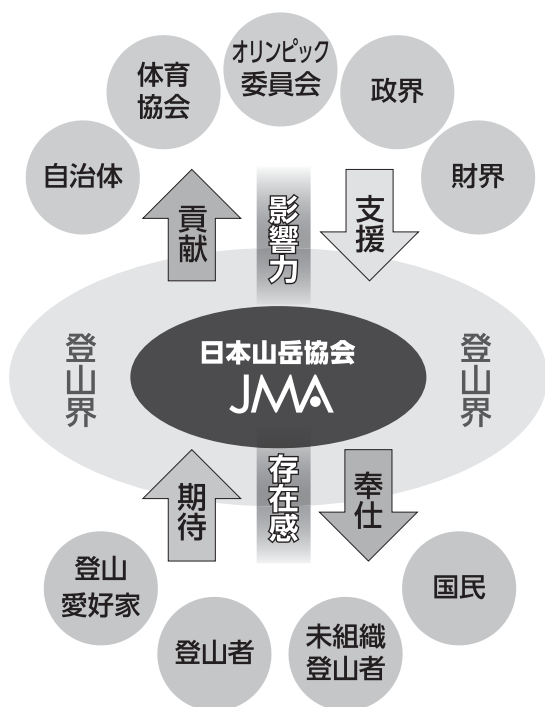 オリンピック
委員会
体育
協会
政界
自治体
財界
貢献
影響力
支援
登山界
日本山岳協会
JMA
登山界
期待
存在感
奉仕
登山
愛好家
国民
登山者
未組織
登山者